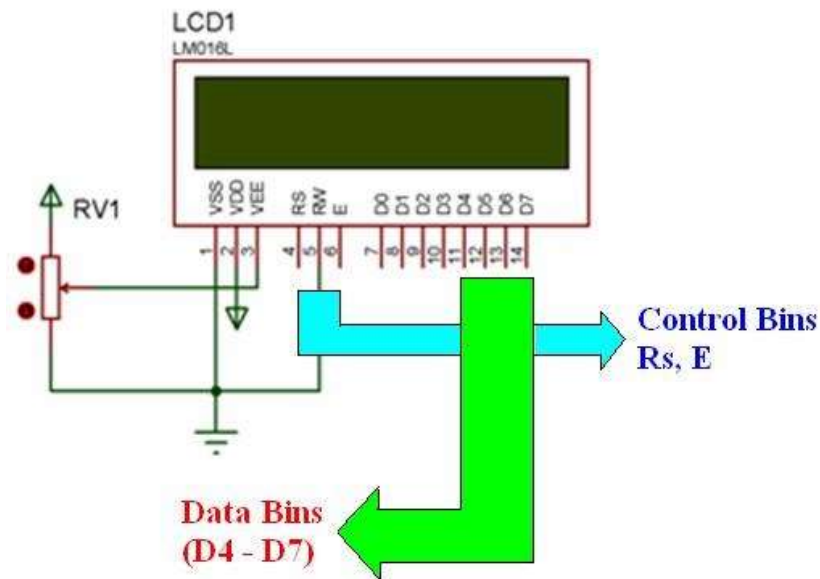 LCD1
LM016L
RV1
VSS
VDD
VEE
RS
RW
E
D0
D1
D2
D3
D4
D5
D6
D7
1
2
3
4
5
6
7
8
9
10
11
12
13
14
Control Bins
Rs, E
Data Bins
(D4 - D7)